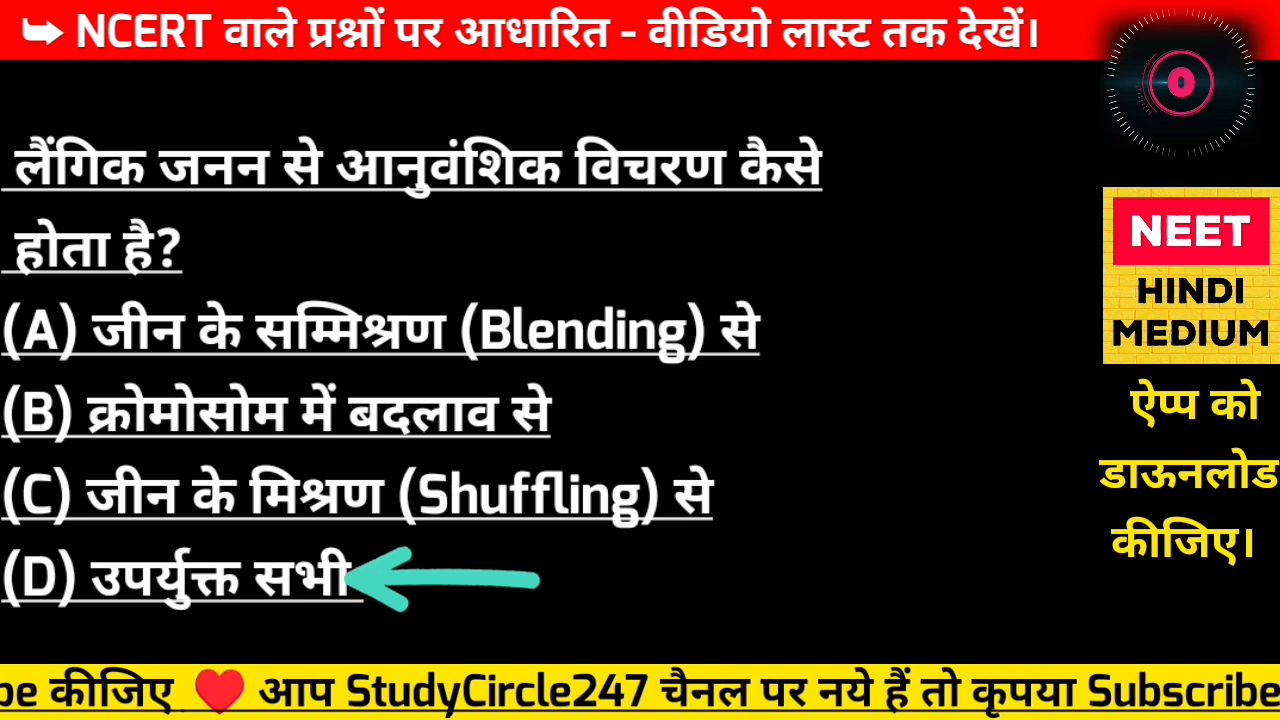 ➥ NCERT वाले प्रश्नों पर आधारित - वीडियो लास्ट तक देखें।
0
लैंगिक जनन से आनुवंशिक विचरण कैसे
होता है?
(A) जीन के सम्मिश्रण (Blending) से
(B) क्रोमोसोम में बदलाव से
(C) जीन के मिश्रण (Shuffling) से
(D) उपर्युक्त सभी
NEET
HINDI
MEDIUM
ऐप्प को
डाऊनलोड
कीजिए।
be कीजिए ❤️ आप StudyCircle247 चैनल पर नये हैं तो कृपया Subscribe